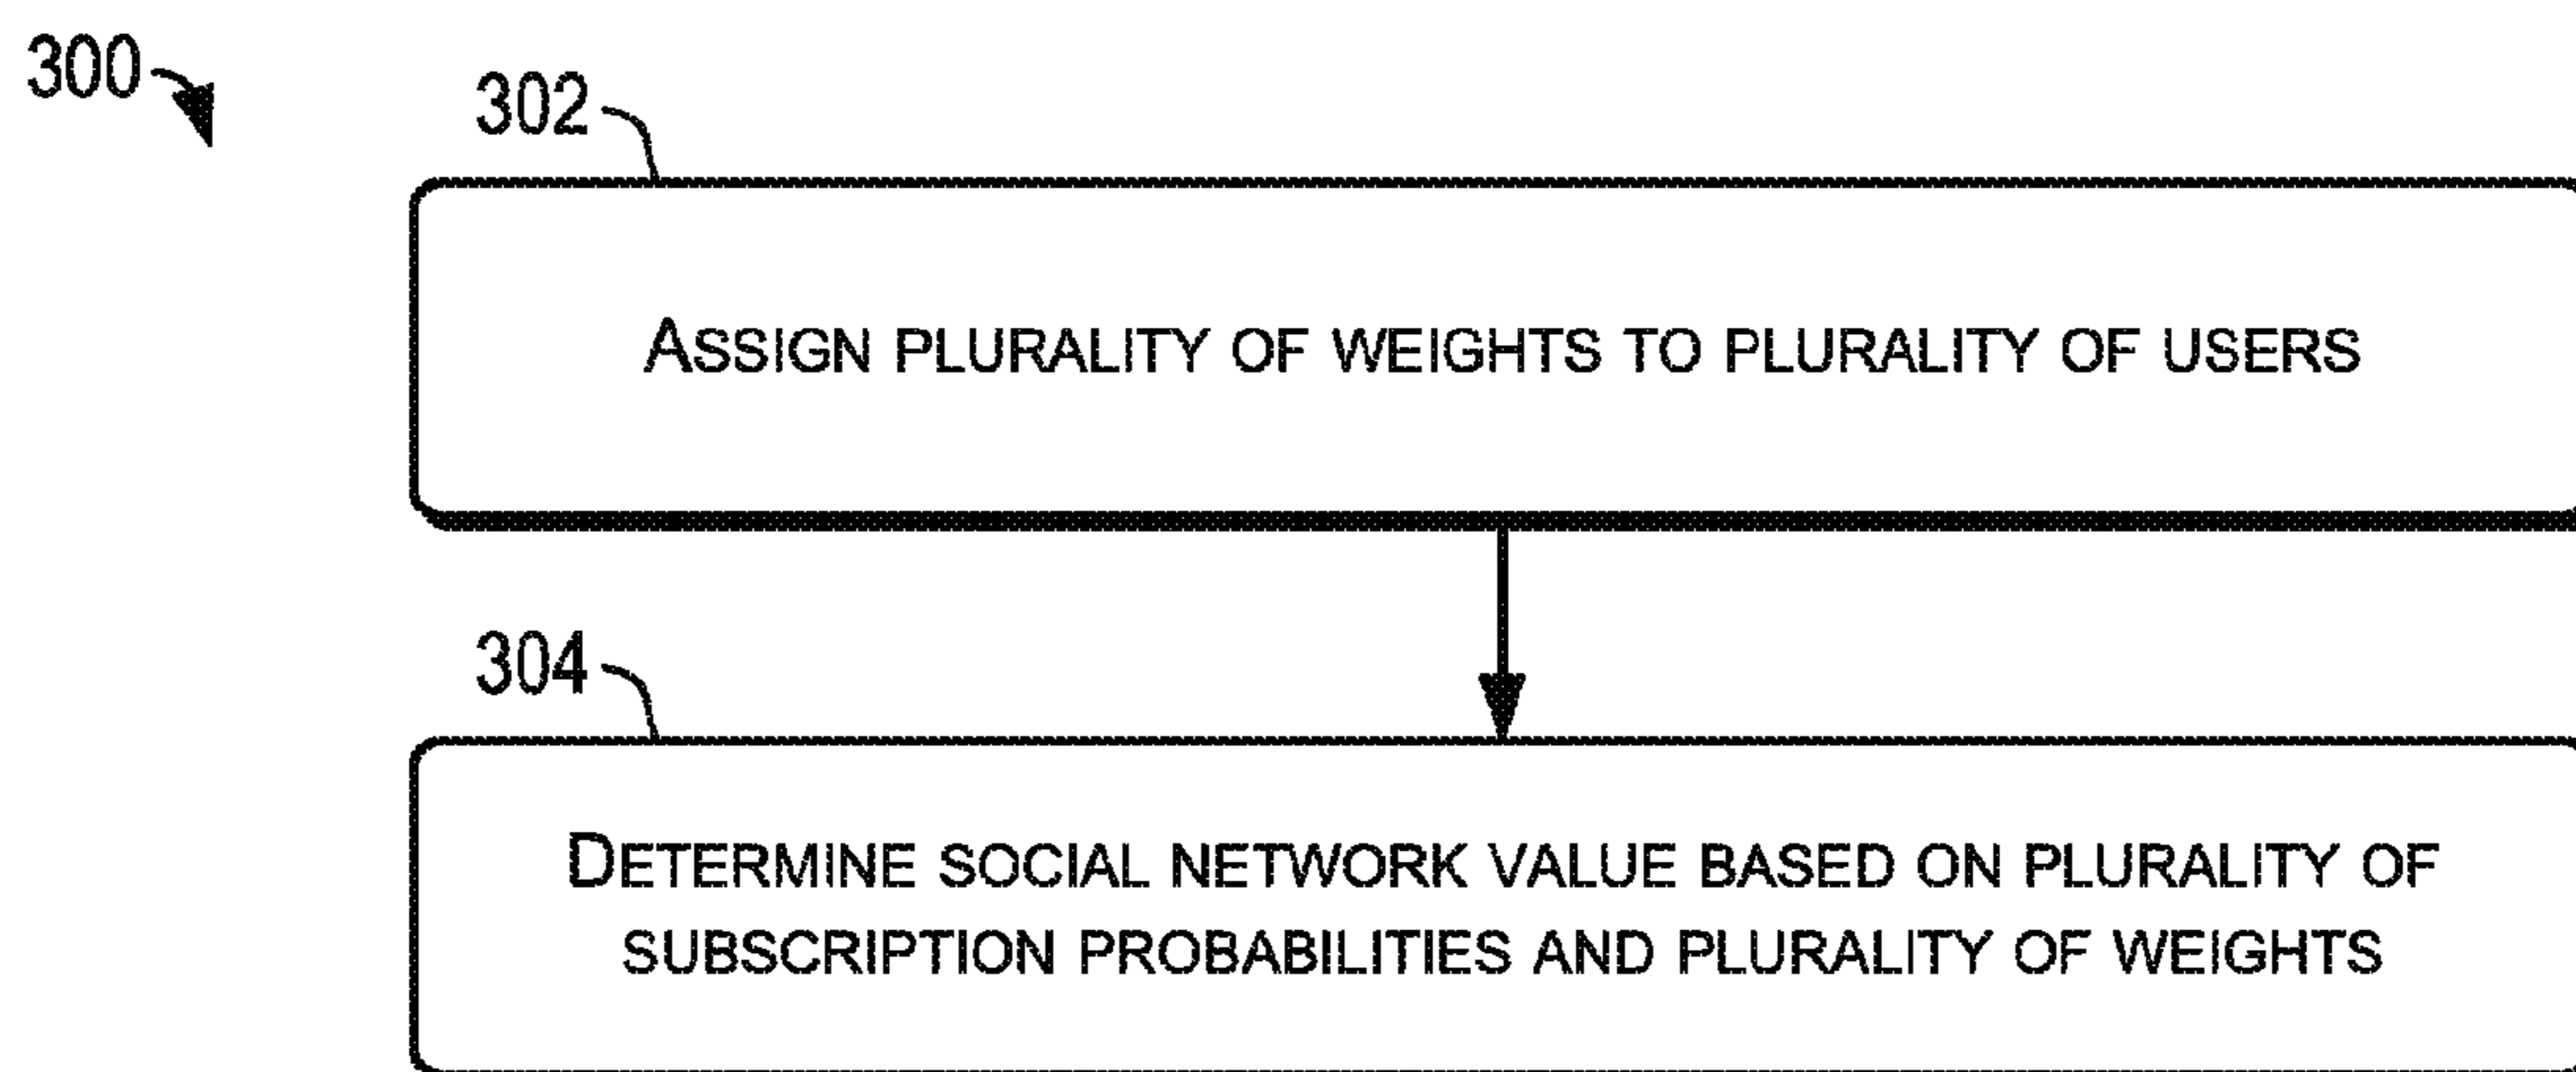 300
302
ASSIGN PLURALITY OF WEIGHTS TO PLURALITY OF USERS
304
DETERMINE SOCIAL NETWORK VALUE BASED ON PLURALITY OF
SUBSCRIPTION PROBABILITIES AND PLURALITY OF WEIGHTS